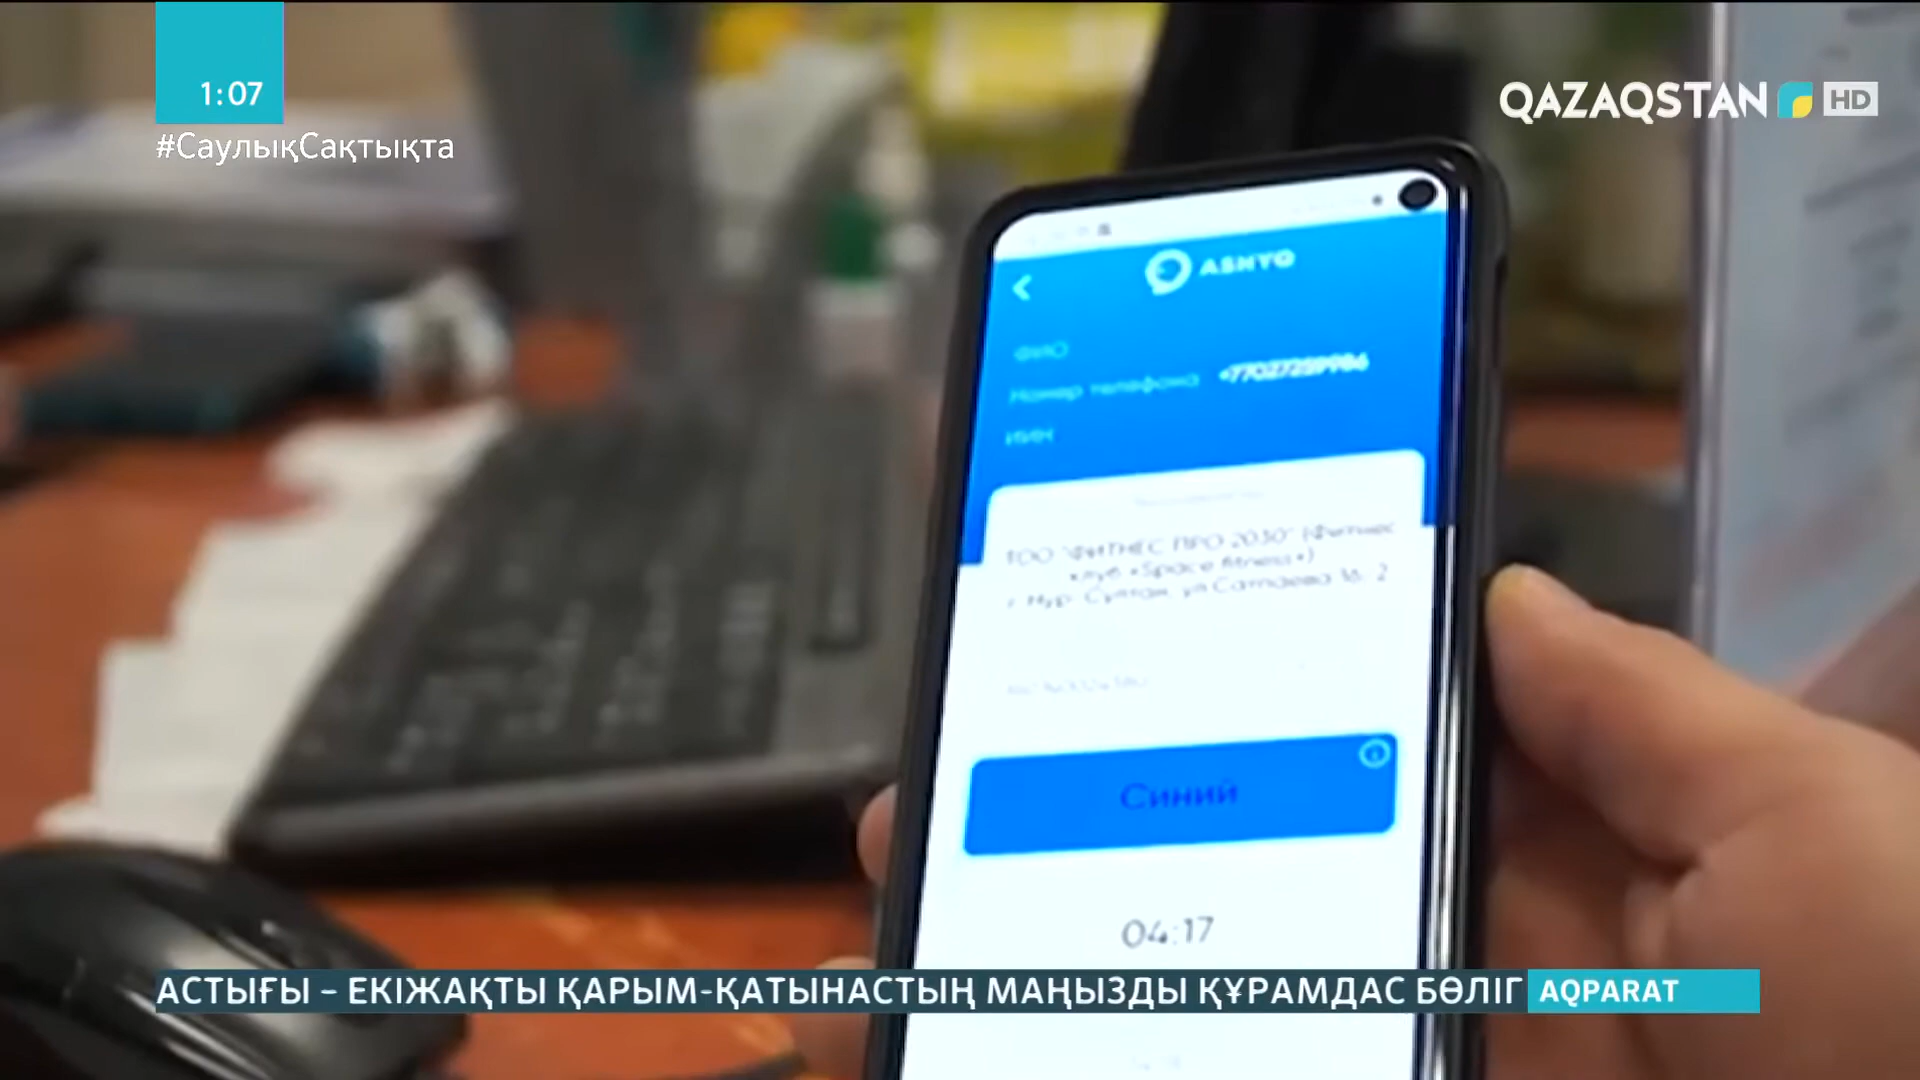 1:07
#СаулықСақтықта
QAZAQSTAN HD
ASHYQ
ФИО
Номер телефона +77027259986
ИИН
ТОО "ФИТНЕС ПРО 2030" (Фитнес
клуб «Space fitness»)
г. Нур- Султан, ул Сатпаева 16, 2
Синий
04:17
АСТЫҒЫ – ЕКІЖАҚТЫ ҚАРЫМ-ҚАТЫНАСТЫҢ МАҢЫЗДЫ ҚҰРАМДАС БӨЛІГ AQPARAT